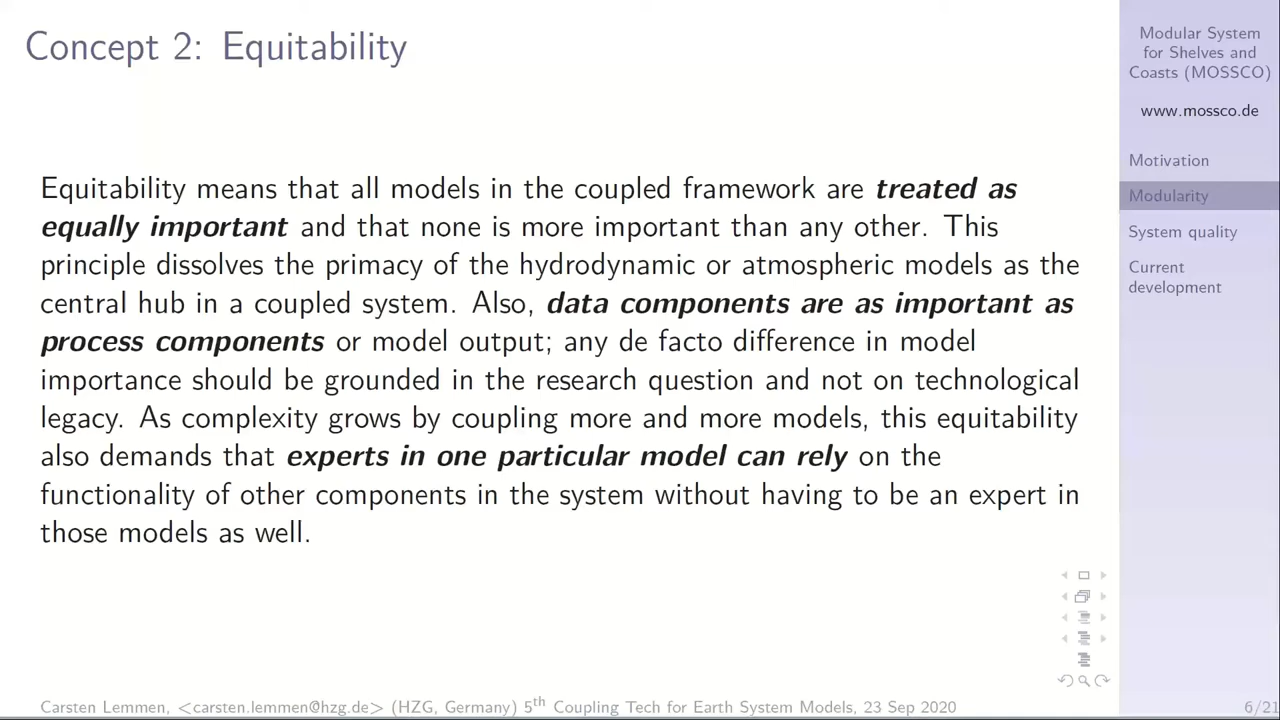 Concept 2: Equitability
Equitability means that all models in the coupled framework are treated as
equally important and that none is more important than any other. This
principle dissolves the primacy of the hydrodynamic or atmospheric models as the
central hub in a coupled system. Also, data components are as important as
process components or model output; any de facto difference in model
importance should be grounded in the research question and not on technological
legacy. As complexity grows by coupling more and more models, this equitability
also demands that experts in one particular model can rely on the
functionality of other components in the system without having to be an expert in
those models as well.
Modular System
for Shelves and
Coasts (MOSSCO)
www.mossco.de
Motivation
Modularity
System quality
Current
development
Carsten Lemmen, <carsten.lemmen@hzg.de> (HZG, Germany) 5th Coupling Tech for Earth System Models, 23 Sep 2020
6/21